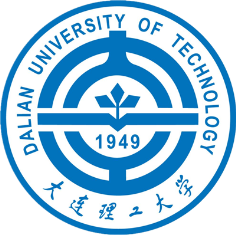 DALIAN UNIVERSITY OF TECHNOLOGY
1949
大连理工大学